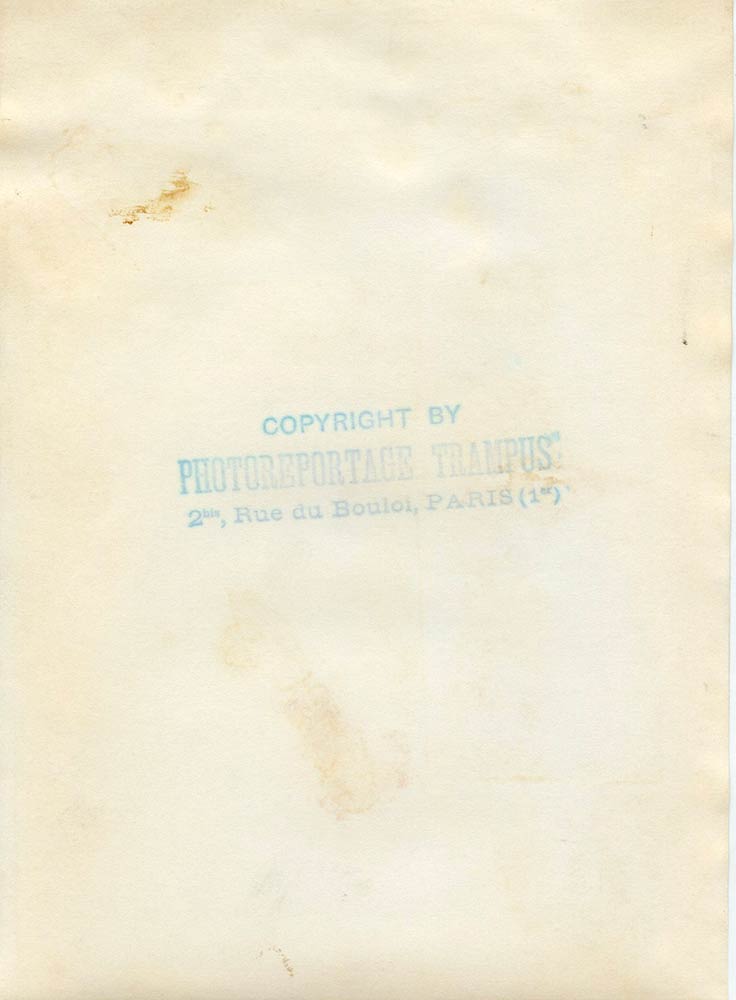 COPYRIGHT BY
PHOTOREPORTAGE TRAMPUS
2bis, Rue du Bouloi, PARIS (1er)